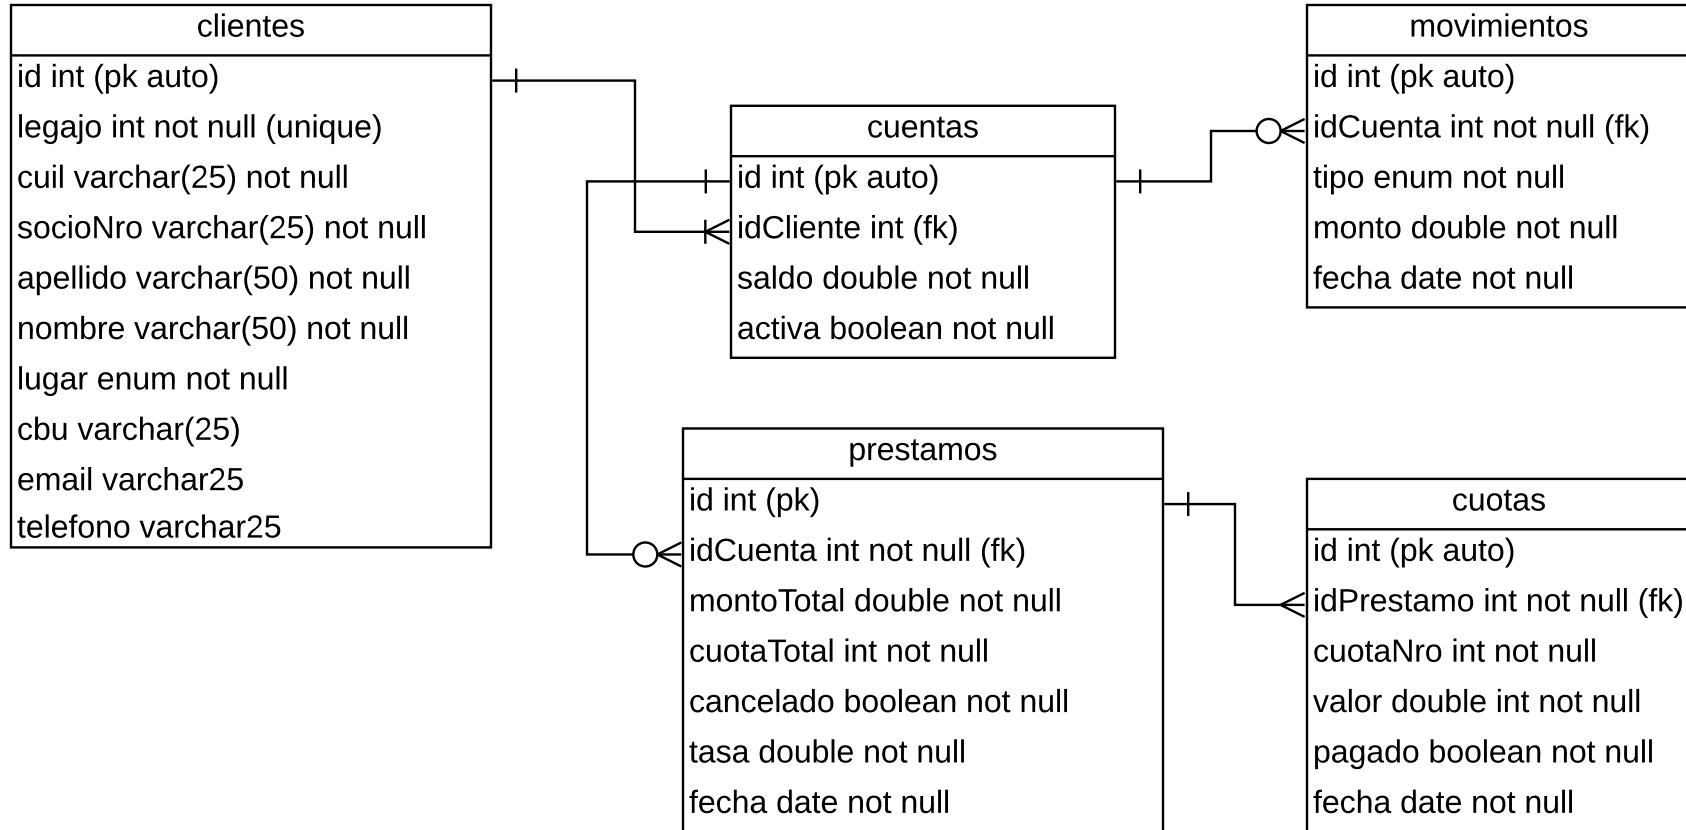 clientes
id int (pk auto)
legajo int not null (unique)
cuil varchar(25) not null
socioNro varchar(25) not null
apellido varchar(50) not null
nombre varchar(50) not null
lugar enum not null
cbu varchar(25)
email varchar25
telefono varchar25
cuentas
id int (pk auto)
idCliente int (fk)
saldo double not null
activa boolean not null
movimientos
id int (pk auto)
idCuenta int not null (fk)
tipo enum not null
monto double not null
fecha date not null
prestamos
id int (pk)
idCuenta int not null (fk)
montoTotal double not null
cuotaTotal int not null
cancelado boolean not null
tasa double not null
fecha date not null
cuotas
id int (pk auto)
idPrestamo int not null (fk)
cuotaNro int not null
valor double int not null
pagado boolean not null
fecha date not null